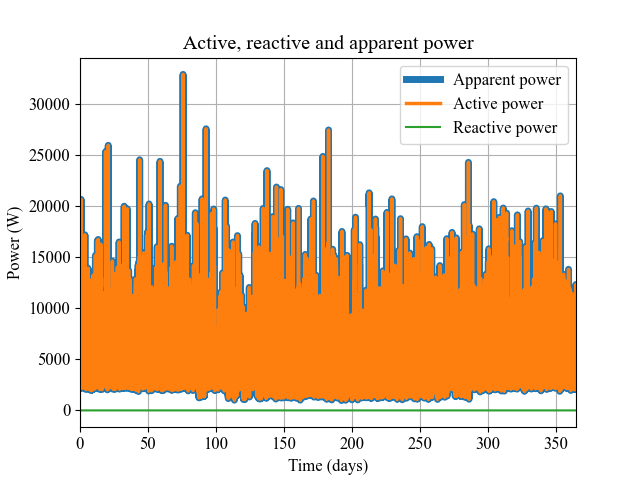 Active, reactive and apparent power
Apparent power
Active power
Reactive power
Power (W)
30000
25000
20000
15000
10000
5000
0
0 50 100 150 200 250 300 350
Time (days)